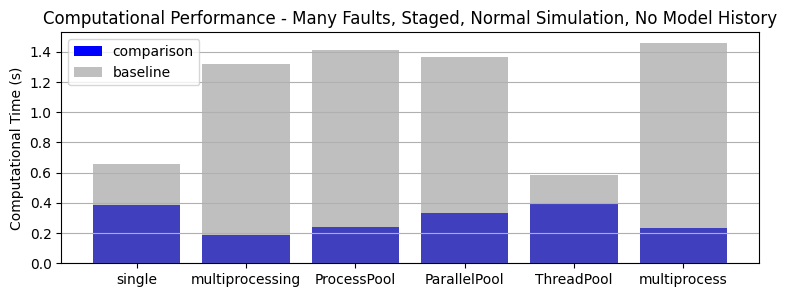 Computational Performance - Many Faults, Staged, Normal Simulation, No Model History
Computational Time (s)
1.4
1.2
1.0
0.8
0.6
0.4
0.2
0.0
comparison
baseline
single multiprocessing ProcessPool ParallelPool ThreadPool multiprocess